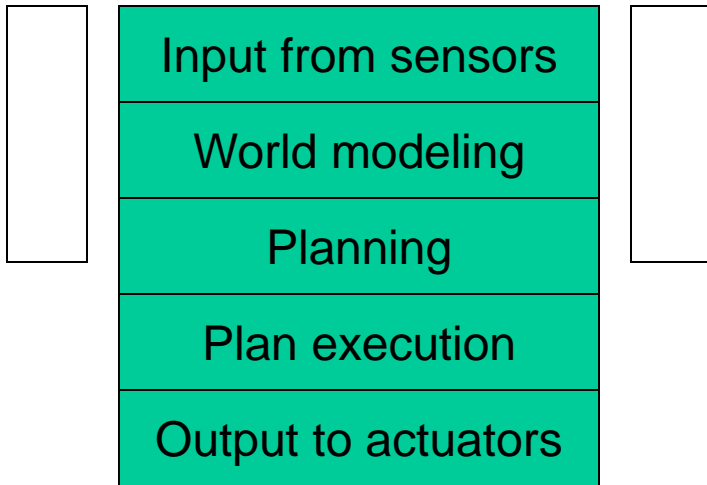 Input from sensors
World modeling
Planning
Plan execution
Output to actuators